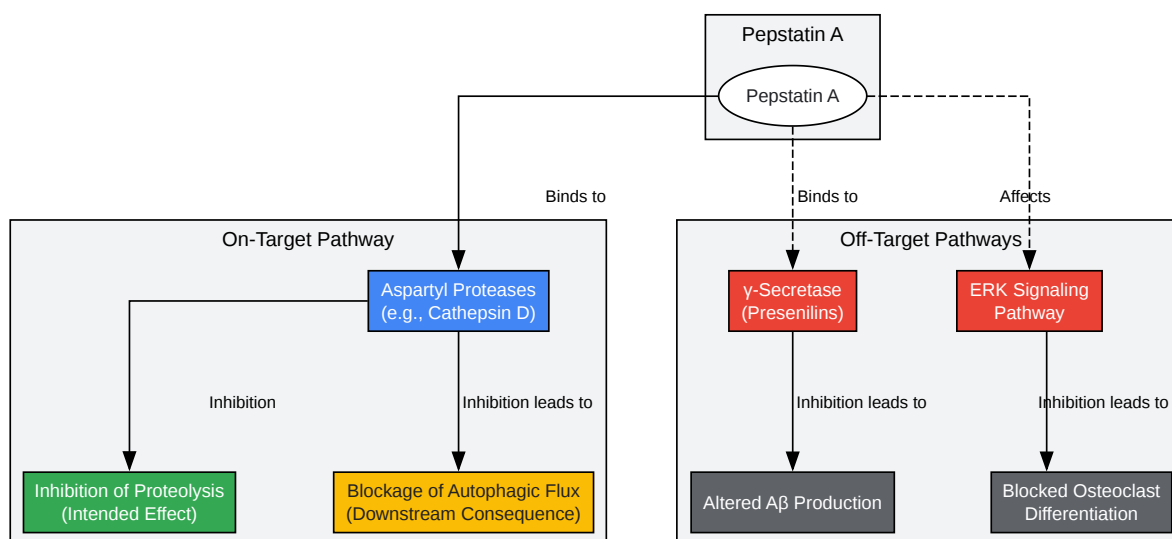 Pepstatin A
Pepstatin A
Binds to
Binds to
Affects
On-Target Pathway
Off-Target Pathways
Aspartyl Proteases
(e.g., Cathepsin D)
γ-Secretase
(Presenilins)
ERK Signaling
Pathway
Inhibition
Inhibition leads to
Inhibition leads to
Inhibition leads to
Inhibition of Proteolysis
(Intended Effect)
Blockage of Autophagic Flux
(Downstream Consequence)
Altered Aβ Production
Blocked Osteoclast
Differentiation